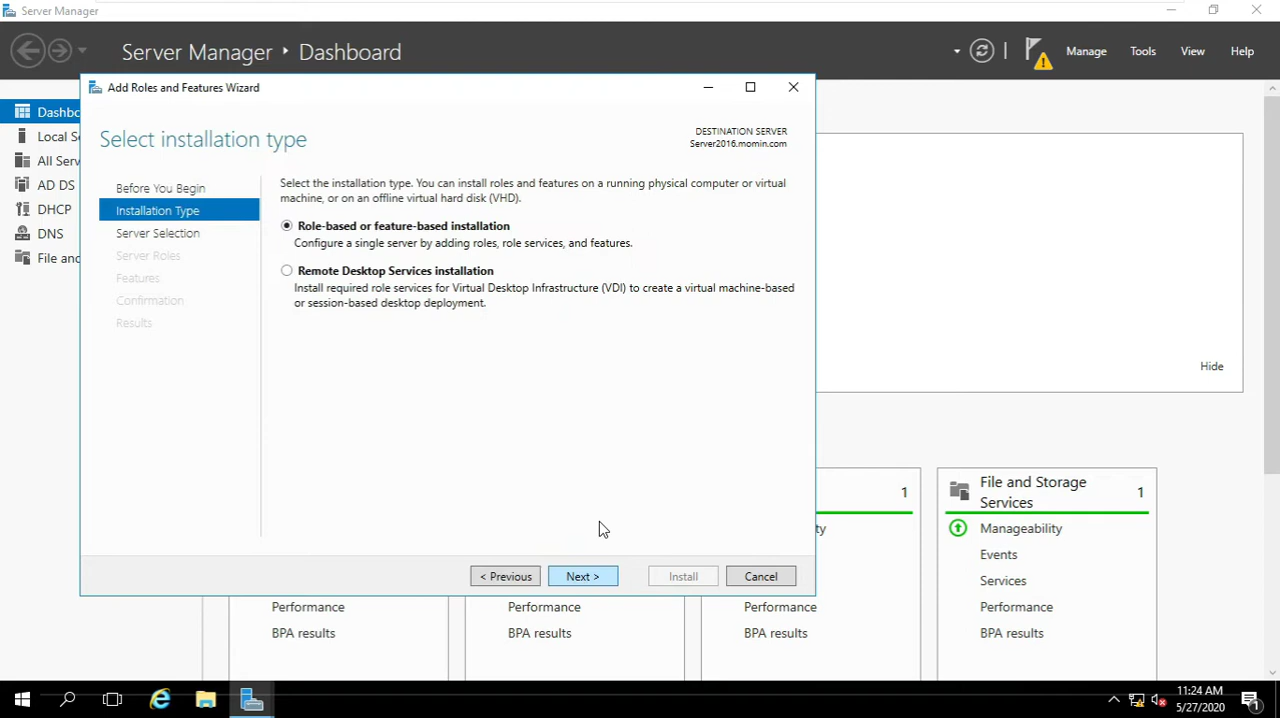 Server Manager
Server Manager ‣ Dashboard
Manage Tools View Help
Add Roles and Features Wizard
Select installation type
DESTINATION SERVER
Server2016.momin.com
Dashbo
Local Se
All Serv
AD DS
DHCP
DNS
File an
Before You Begin
Installation Type
Server Selection
Server Roles
Features
Confirmation
Results
Select the installation type. You can install roles and features on a running physical computer or virtual
machine, or on an offline virtual hard disk (VHD).
Role-based or feature-based installation
Configure a single server by adding roles, role services, and features.
Remote Desktop Services installation
Install required role services for Virtual Desktop Infrastructure (VDI) to create a virtual machine-based
or session-based desktop deployment.
Hide
< Previous
Next >
Install
Cancel
1
ty
File and Storage
Services
1
Manageability
Events
Services
Performance
BPA results
Performance
BPA results
Performance
BPA results
Performance
BPA results
11:24 AM
5/27/2020
1